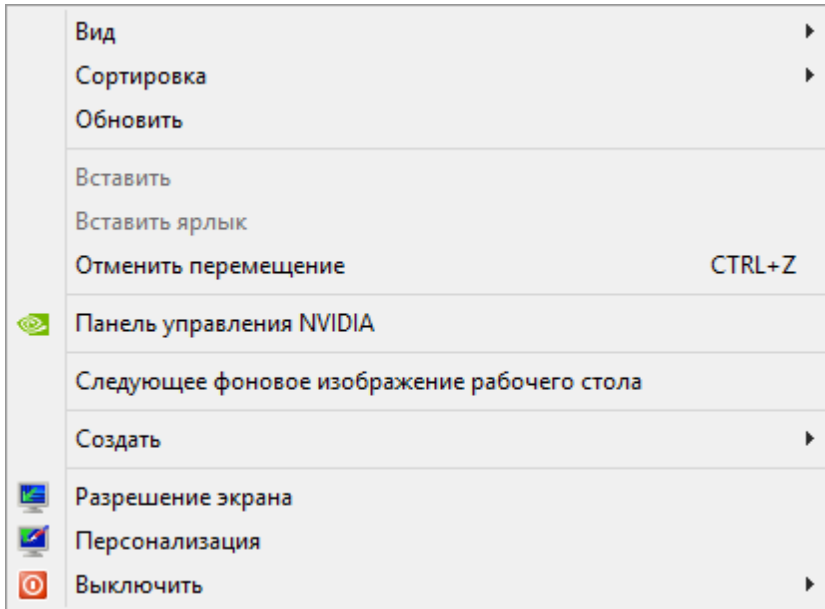 Вид
Сортировка
Обновить
Вставить
Вставить ярлык
Отменить перемещение CTRL+Z
Панель управления NVIDIA
Следующее фоновое изображение рабочего стола
Создать
Разрешение экрана
Персонализация
Выключить